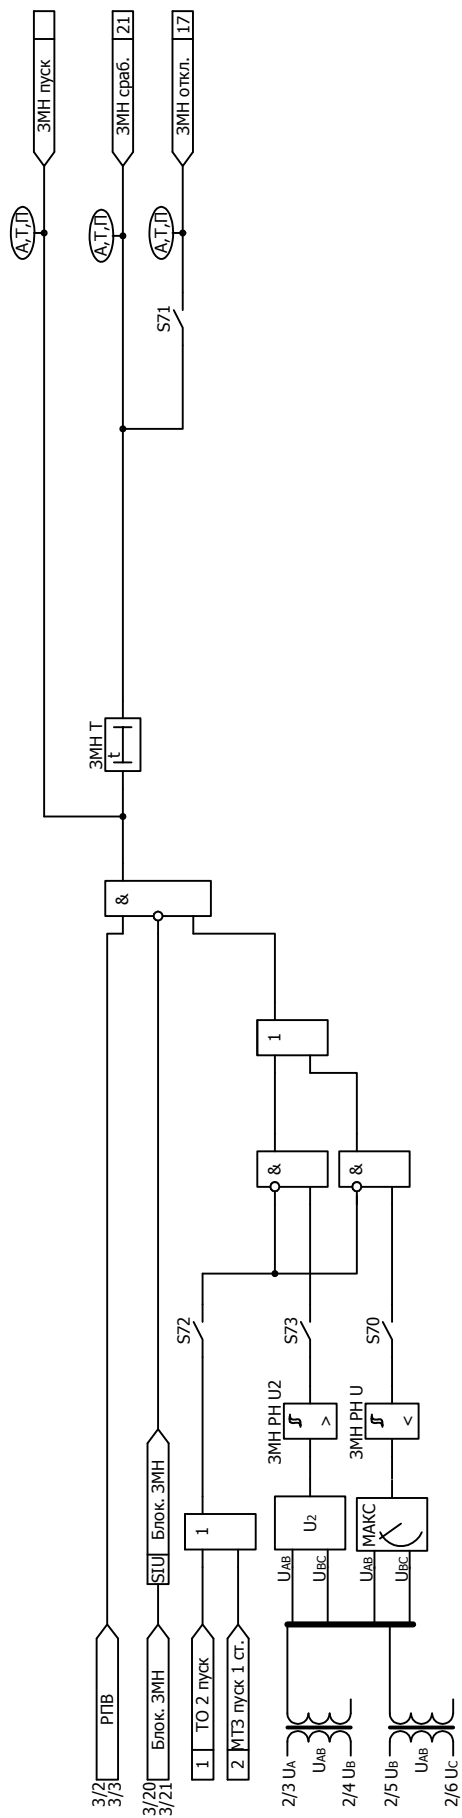 ЗМН пуск
ЗМН сраб. 21
ЗМН откл. 17
А,Т,П
А,Т,П
А,Т,П
S71
ЗМН Т
t
&
1
&
&
S72
S73
S70
ЗМН РН U2
>
ЗМН РН U
<
SIU Блок. ЗМН
1
U2
МАКС
UAB
UBC
UAB
UBC
3/2
3/3
РПВ
3/20
3/21
Блок. ЗМН
1 ТО 2 пуск
2 МТЗ пуск 1 ст.
2/3 UA
UAB
2/4 UB
2/5 UB
UAB
2/6 UC